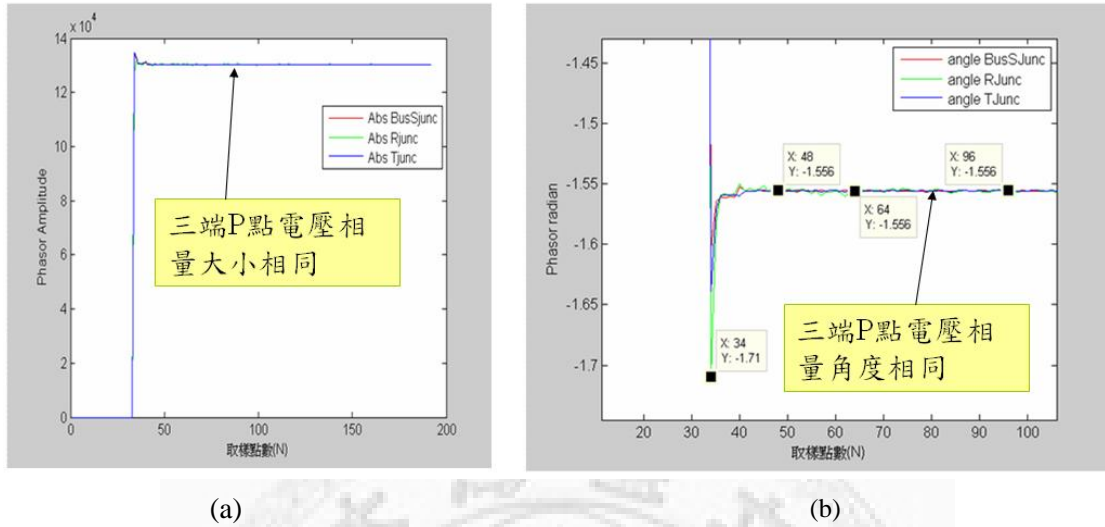 x 10^4
14
12
10
8
6
4
2
0
0
50
100
150
200
Phasor Amplitude
取樣點數(N)
Abs BusSjunc
Abs Rjunc
Abs Tjunc
三端P點電壓相
量大小相同
(a)
-1.45
-1.5
-1.55
-1.6
-1.65
-1.7
20
30
40
50
60
70
80
90
100
Phasor radian
取樣點數(N)
angle BusSJunc
angle RJunc
angle TJunc
X: 48
Y: -1.556
X: 96
Y: -1.556
X: 64
Y: -1.556
X: 34
Y: -1.71
三端P點電壓相
量角度相同
(b)